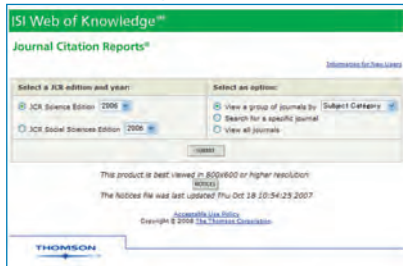 ISI Web of Knowledge℠
Journal Citation Reports®
Information for New Users
Select a JCR edition and year:
Select an option:
JCR Science Edition 2006
JCR Social Sciences Edition 2006
View a group of journals by Subject Category
Search for a specific journal
View all journals
SUBMIT
This product is best viewed in 800x600 or higher resolution
NOTICES
The Notices file was last updated Thu Oct 18 10:54:25 2007
Acceptable Use Policy
Copyright © 2008 The Thomson Corporation.
THOMSON